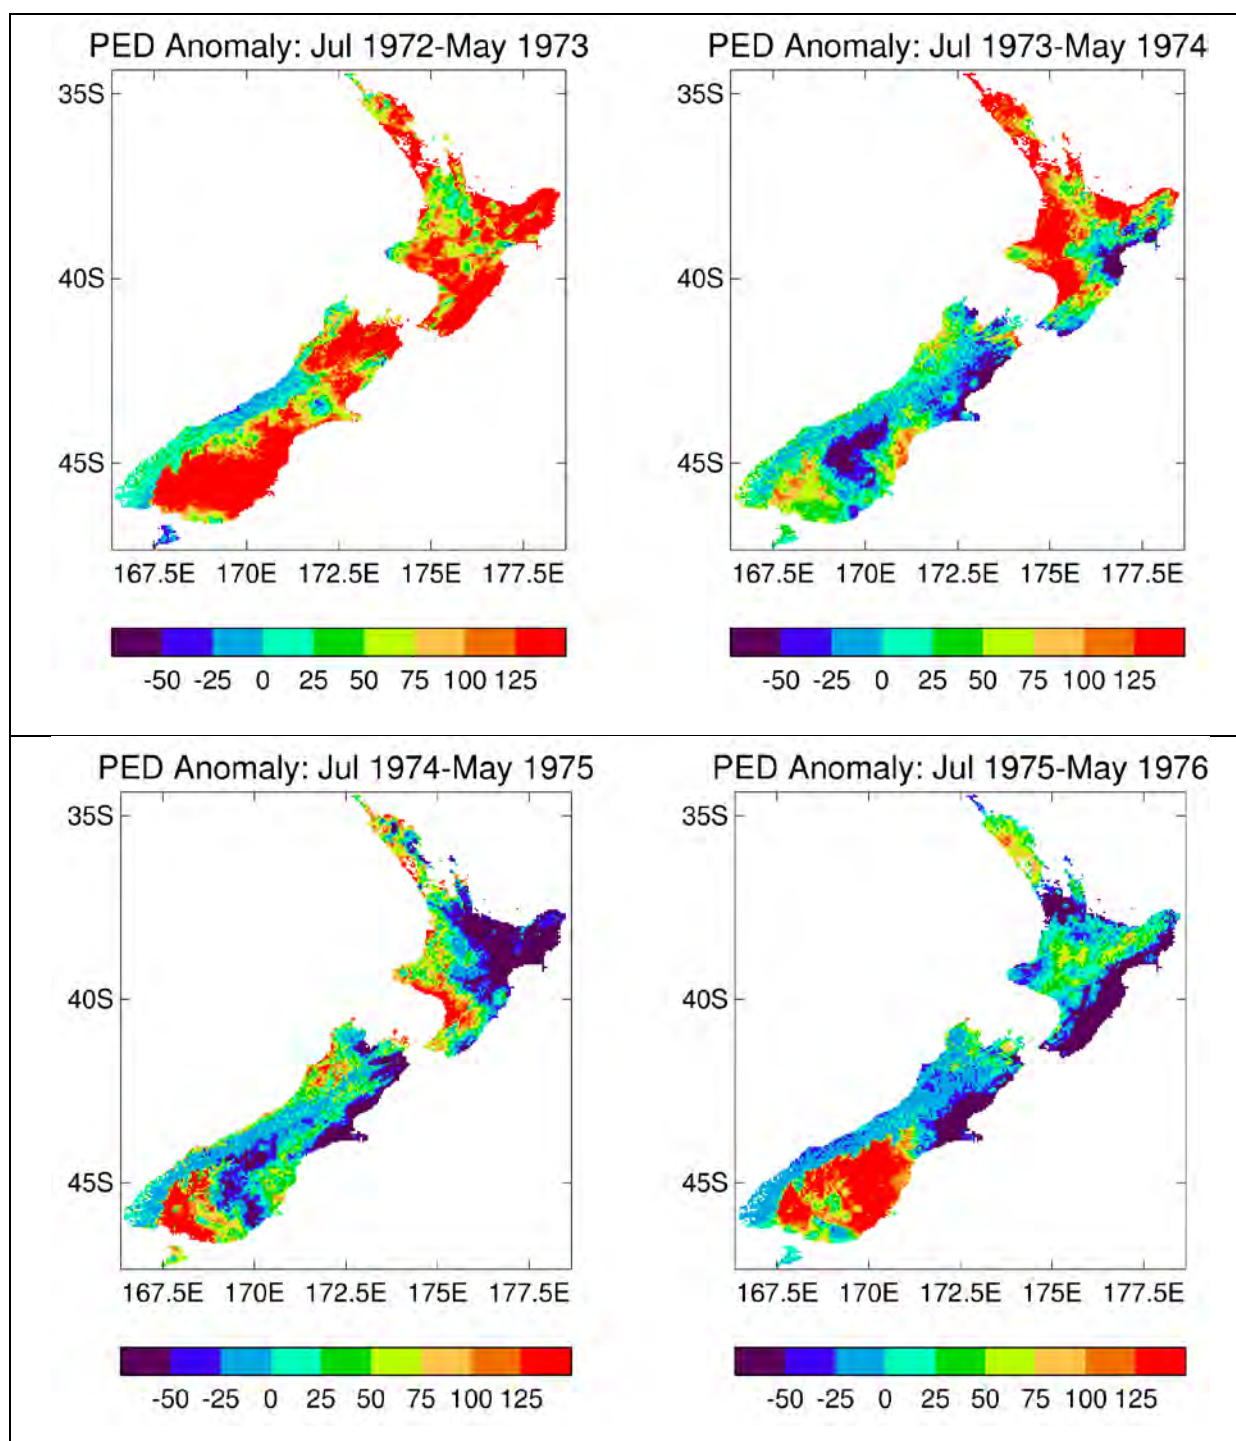 PED Anomaly: Jul 1972-May 1973
35S
40S
45S
167.5E 170E 172.5E 175E 177.5E
-50 -25 0 25 50 75 100 125
PED Anomaly: Jul 1973-May 1974
35S
40S
45S
167.5E 170E 172.5E 175E 177.5E
-50 -25 0 25 50 75 100 125
PED Anomaly: Jul 1974-May 1975
35S
40S
45S
167.5E 170E 172.5E 175E 177.5E
-50 -25 0 25 50 75 100 125
PED Anomaly: Jul 1975-May 1976
35S
40S
45S
167.5E 170E 172.5E 175E 177.5E
-50 -25 0 25 50 75 100 125